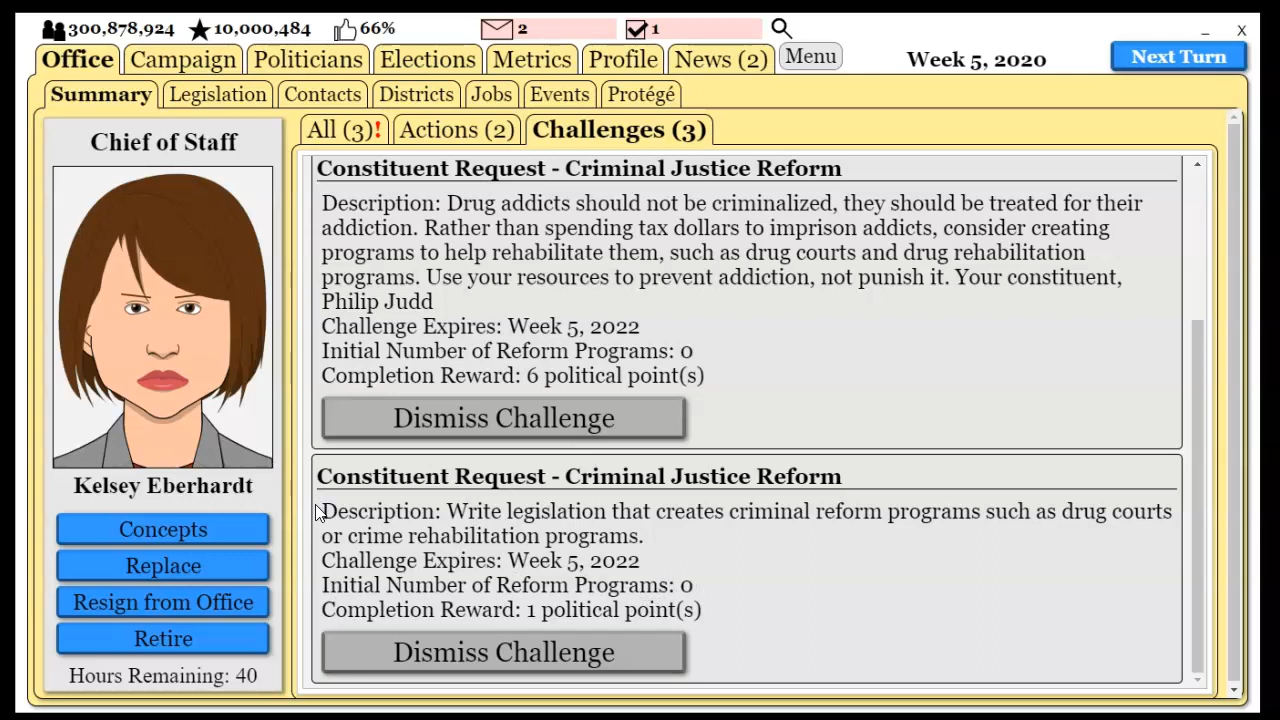 300,878,924 10,000,484 66% 2 1
_ X
Office Campaign Politicians Elections Metrics Profile News (2) Menu Week 5, 2020 Next Turn
Summary Legislation Contacts Districts Jobs Events Protégé
Chief of Staff
Kelsey Eberhardt
Concepts
Replace
Resign from Office
Retire
Hours Remaining: 40
All (3)! Actions (2) Challenges (3)
Constituent Request - Criminal Justice Reform
Description: Drug addicts should not be criminalized, they should be treated for their
addiction. Rather than spending tax dollars to imprison addicts, consider creating
programs to help rehabilitate them, such as drug courts and drug rehabilitation
programs. Use your resources to prevent addiction, not punish it. Your constituent,
Philip Judd
Challenge Expires: Week 5, 2022
Initial Number of Reform Programs: 0
Completion Reward: 6 political point(s)
Dismiss Challenge
Constituent Request - Criminal Justice Reform
Description: Write legislation that creates criminal reform programs such as drug courts
or crime rehabilitation programs.
Challenge Expires: Week 5, 2022
Initial Number of Reform Programs: 0
Completion Reward: 1 political point(s)
Dismiss Challenge